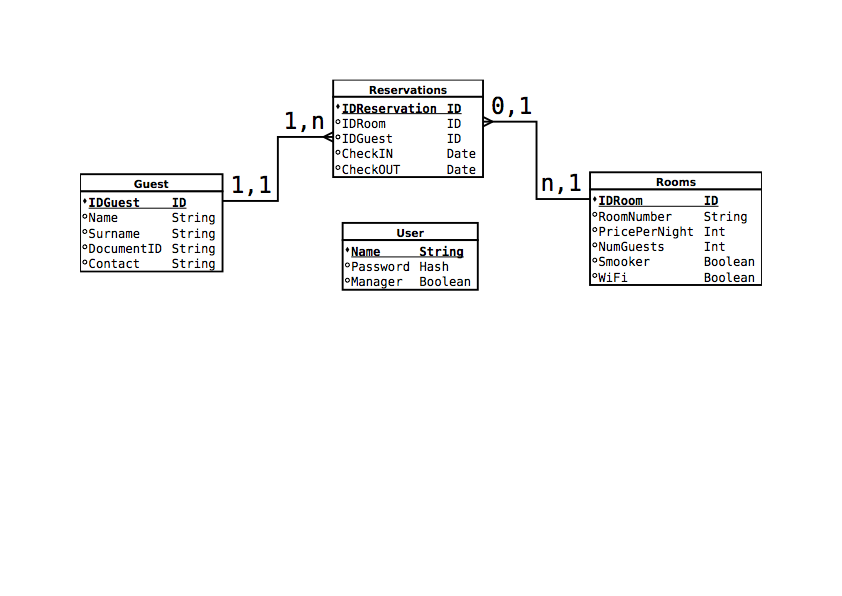 Reservations
IDReservation ID
IDRoom ID
IDGuest ID
CheckIN Date
CheckOUT Date
0,1
1,n
1,1
n,1
Guest
IDGuest ID
Name String
Surname String
DocumentID String
Contact String
User
Name String
Password Hash
Manager Boolean
Rooms
IDRoom ID
RoomNumber String
PricePerNight Int
NumGuests Int
Smooker Boolean
WiFi Boolean